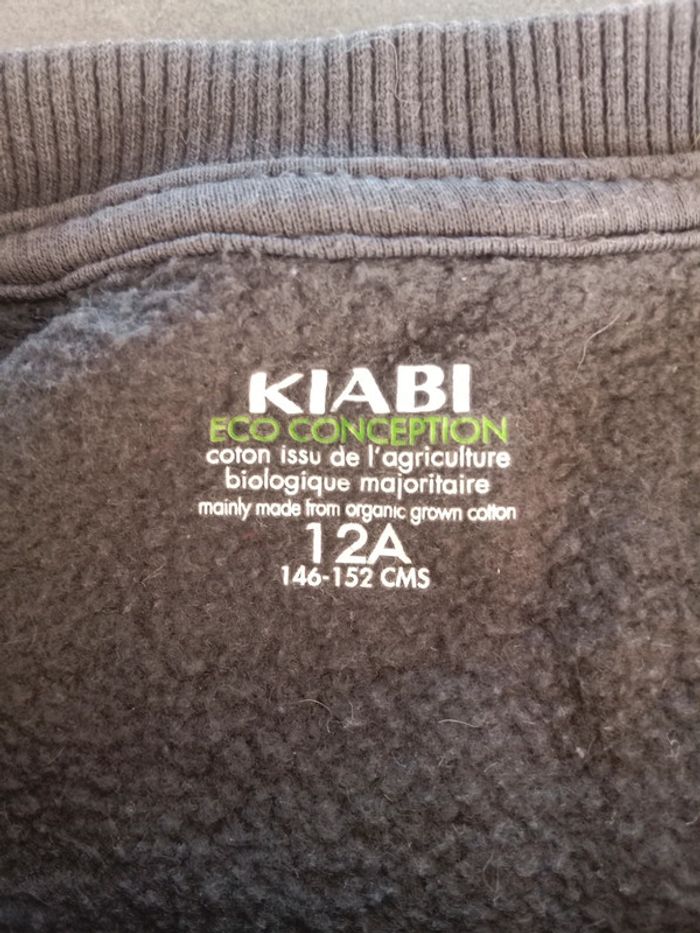 KIABI
ECO CONCEPTION
coton issu de l'agriculture
biologique majoritaire
mainly made from organic grown cotton
12A
146-152 CMS